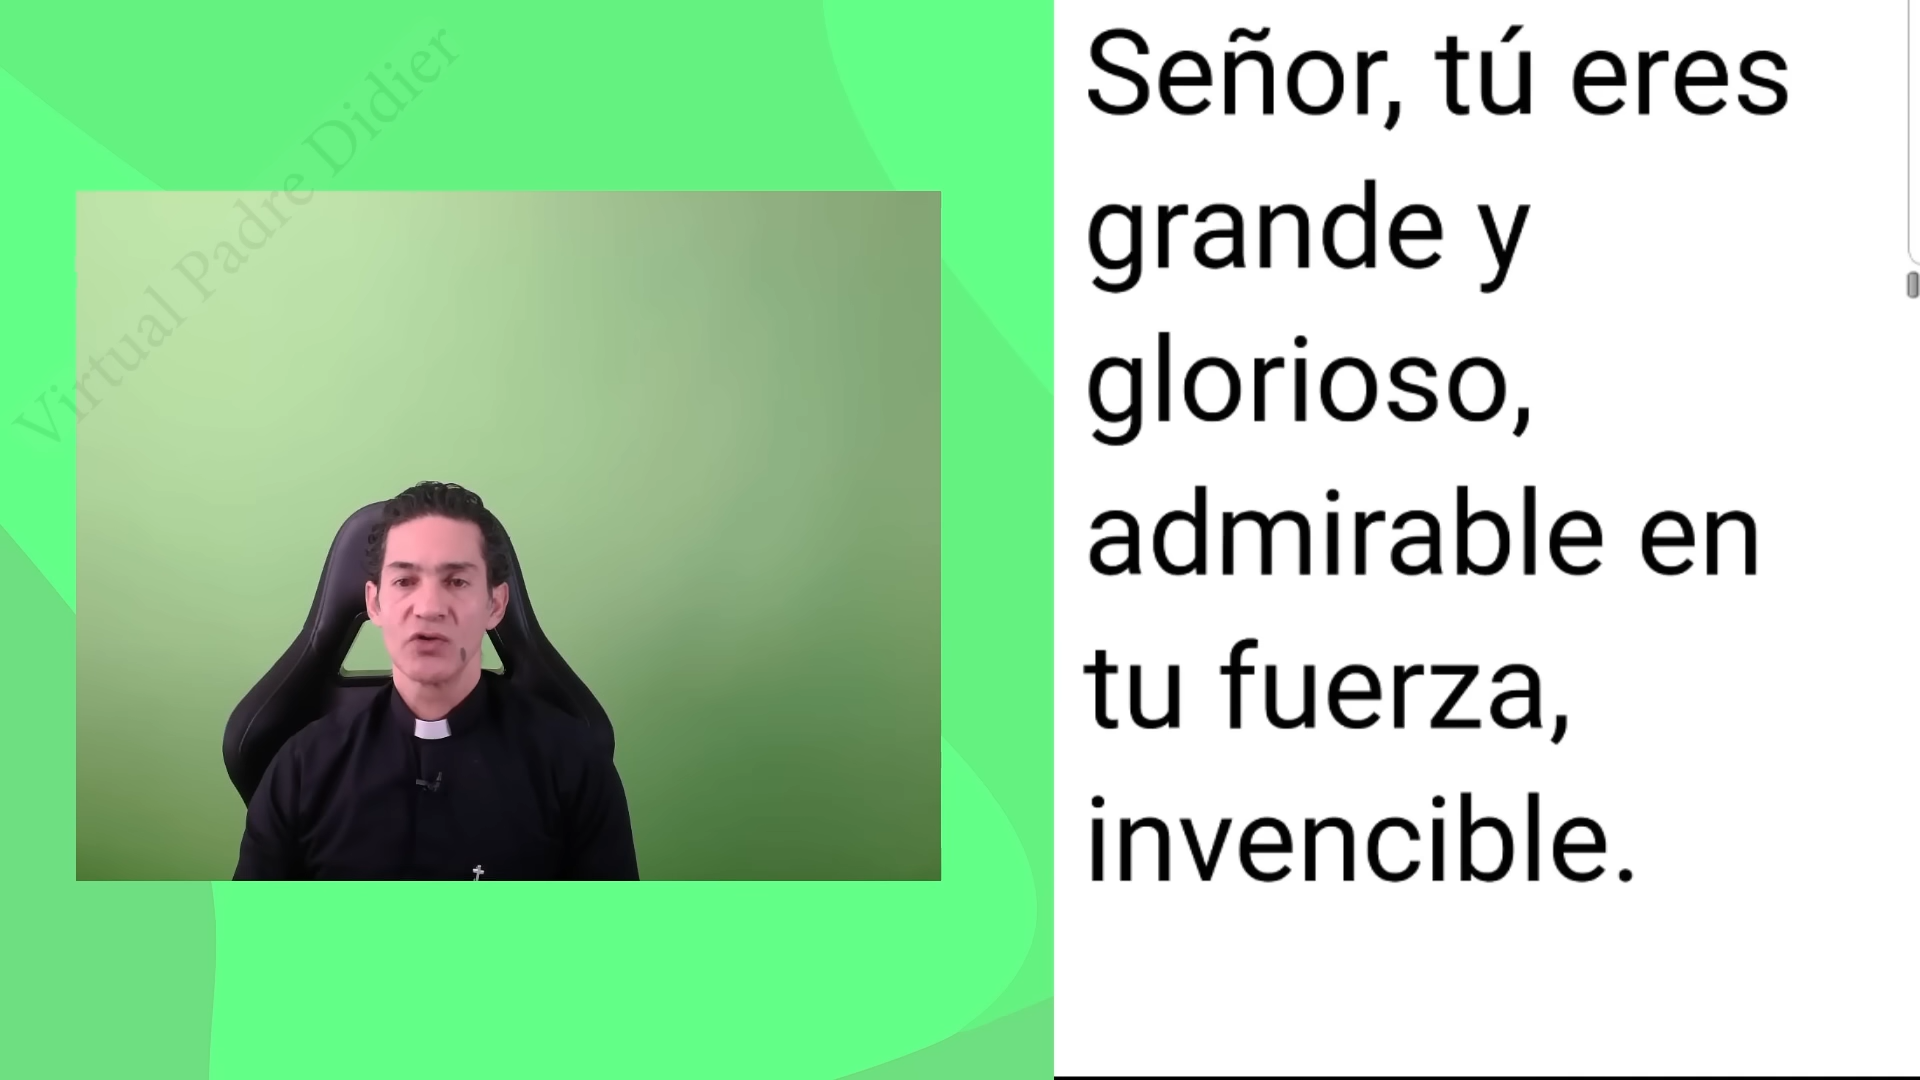 Virtual Padre Didier
Señor, tú eres
grande y
glorioso,
admirable en
tu fuerza,
invencible.